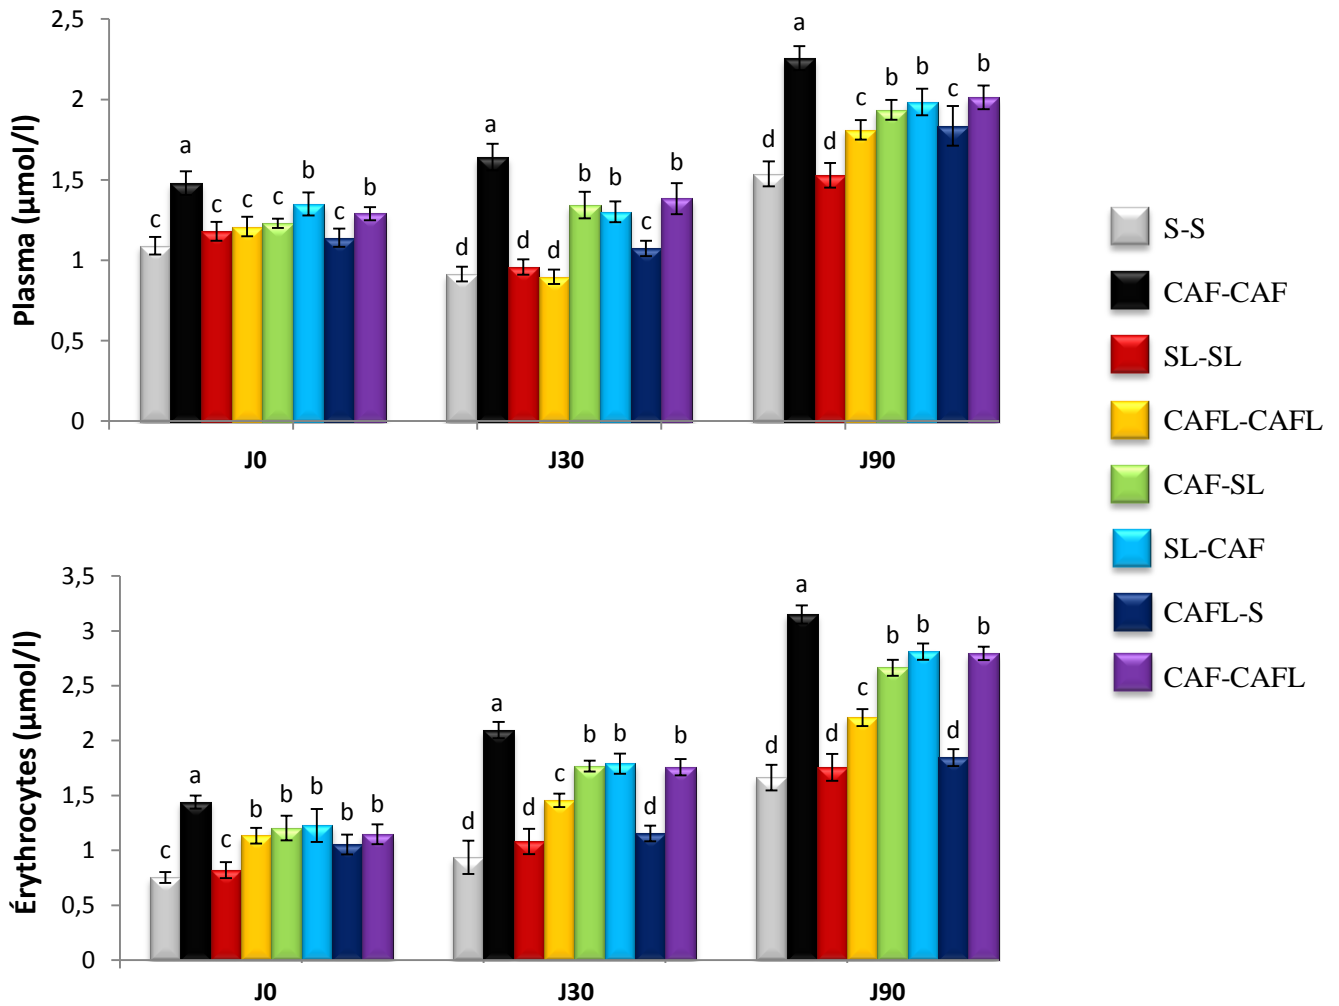 Plasma (µmol/l)
2,5
2
1,5
1
0,5
0
c a c c c b c b
d a d d b b c b
d a d c b b c b
J0 J30 J90
Érythrocytes (µmol/l)
3,5
3
2,5
2
1,5
1
0,5
0
c a c b b b b b
d a d c b b d b
d a d c b b d b
J0 J30 J90
S-S
CAF-CAF
SL-SL
CAFL-CAFL
CAF-SL
SL-CAF
CAFL-S
CAF-CAFL